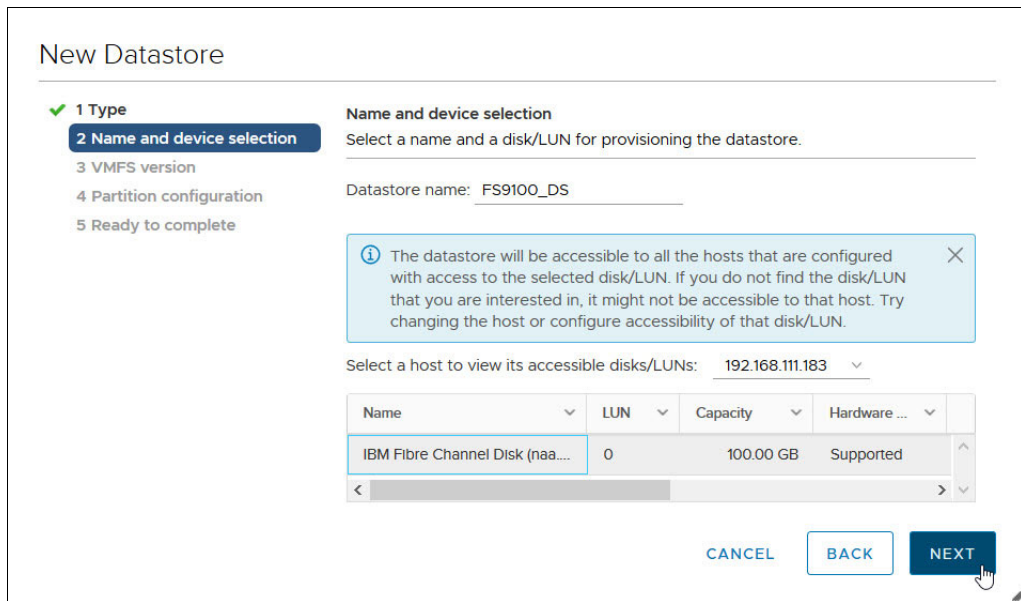 New Datastore
1 Type
2 Name and device selection
3 VMFS version
4 Partition configuration
5 Ready to complete
Name and device selection
Select a name and a disk/LUN for provisioning the datastore.
Datastore name: FS9100_DS
The datastore will be accessible to all the hosts that are configured
with access to the selected disk/LUN. If you do not find the disk/LUN
that you are interested in, it might not be accessible to that host. Try
changing the host or configure accessibility of that disk/LUN.
Select a host to view its accessible disks/LUNs: 192.168.111.183
Name LUN Capacity Hardware ...
IBM Fibre Channel Disk (naa.... 0 100.00 GB Supported
CANCEL BACK NEXT